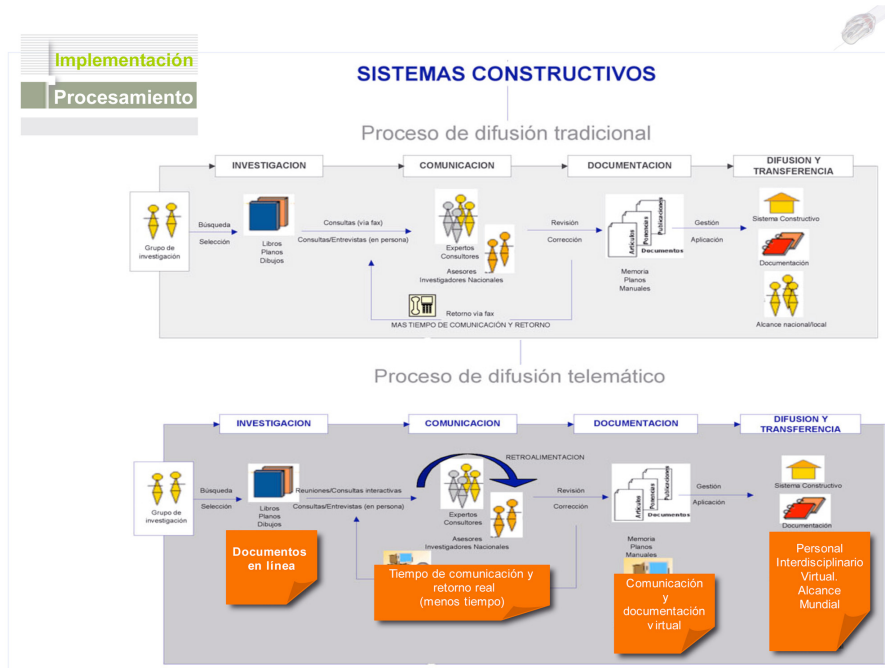 Implementación
Procesamiento
SISTEMAS CONSTRUCTIVOS
Proceso de difusión tradicional
INVESTIGACION
COMUNICACION
DOCUMENTACION
DIFUSION Y
TRANSFERENCIA
Grupo de
investigación
Búsqueda
Selección
Libros
Planos
Dibujos
Consultas (via fax)
Consultas/Entrevistas (en persona)
Expertos
Consultores
Asesores
Investigadores Nacionales
Revisión
Corrección
Artículos
Ponencias
Publicaciones
Documentos
Memoria
Planos
Manuales
Gestión
Aplicación
Sistema Constructivo
Documentación
Alcance nacional/local
Retorno via fax
MAS TIEMPO DE COMUNICACIÓN Y RETORNO
Proceso de difusión telemático
INVESTIGACION
COMUNICACION
DOCUMENTACION
DIFUSION Y
TRANSFERENCIA
Grupo de
investigación
Búsqueda
Selección
Libros
Planos
Dibujos
Reuniones/Consultas interactivas
Consultas/Entrevistas (en persona)
RETROALIMENTACION
Expertos
Consultores
Asesores
Investigadores Nacionales
Revisión
Corrección
Artículos
Ponencias
Publicaciones
Documentos
Memoria
Planos
Manuales
Gestión
Aplicación
Sistema Constructivo
Documentación
Documentos
en línea
Tiempo de comunicación y
retorno real
(menos tiempo)
Comunicación
y
documentación
virtual
Personal
Interdisciplinario
Virtual.
Alcance
Mundial